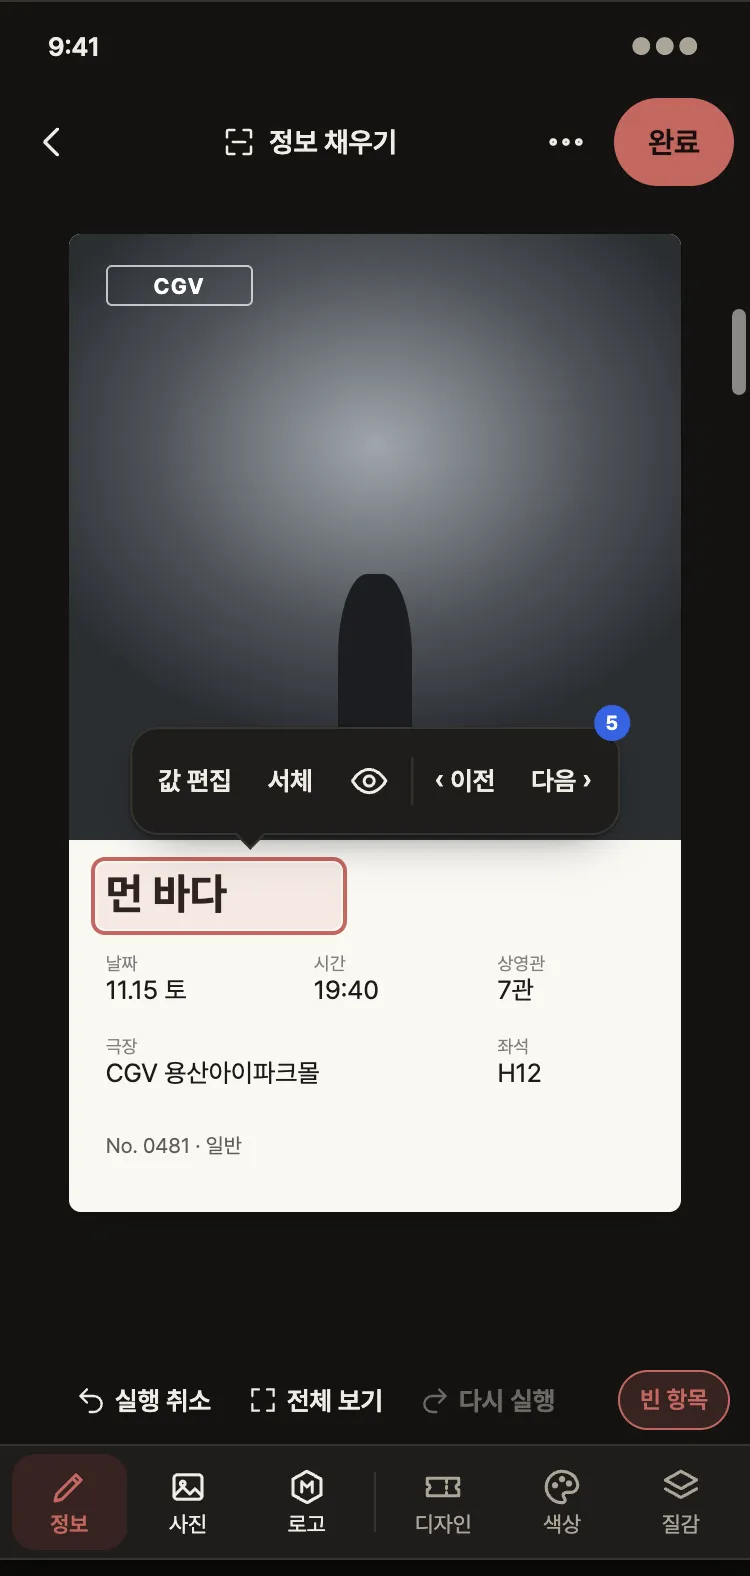 9:41
정보 채우기
완료
CGV
5
값 편집 서체 ‹ 이전 다음 ›
먼 바다
날짜 시간 상영관
11.15 토 19:40 7관
극장 좌석
CGV 용산아이파크몰 H12
No. 0481 · 일반
실행 취소 전체 보기 다시 실행 빈 항목
정보 사진 로고 디자인 색상 질감